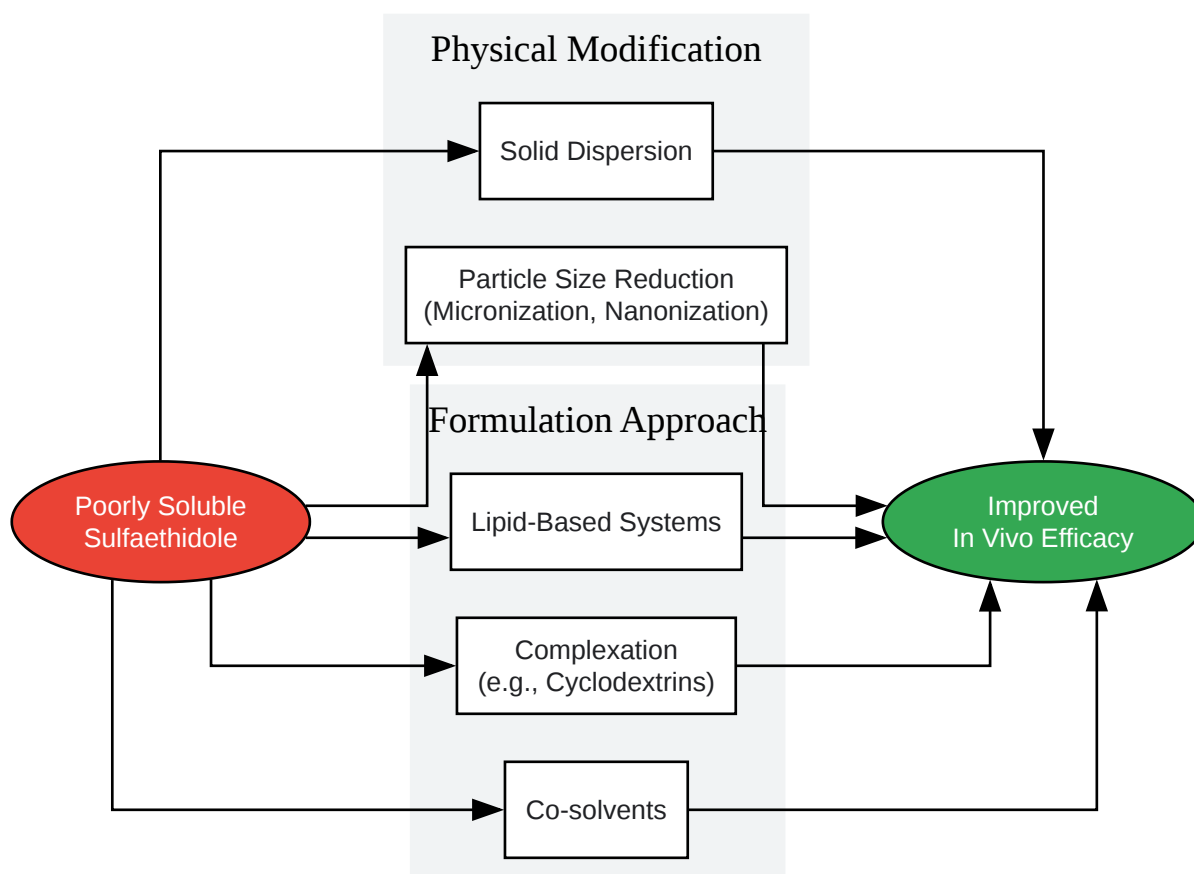 Physical Modification
Solid Dispersion
Particle Size Reduction
(Micronization, Nanonization)
Formulation Approach
Poorly Soluble
Sulfaethidole
Lipid-Based Systems
Improved
In Vivo Efficacy
Complexation
(e.g., Cyclodextrins)
Co-solvents